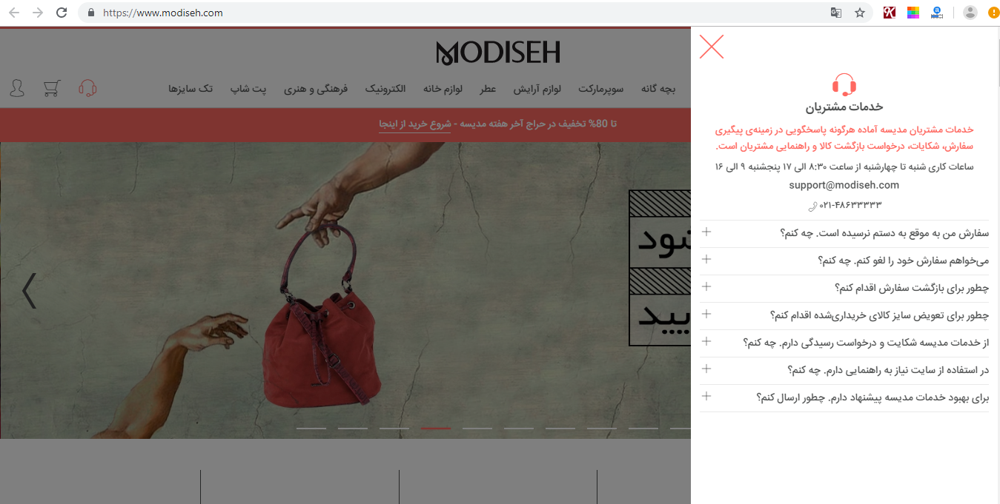 https://www.modiseh.com
MODISEH
بچه گانه
سوپرمارکت
لوازم آرایش
عطر
لوازم خانه
الکترونیک
فرهنگی و هنری
پت شاپ
تک سایزها
تا 80% تخفیف در حراج آخر هفته مدیسه - شروع خرید از اینجا
خدمات مشتریان
خدمات مشتریان مدیسه آماده هرگونه پاسخگویی در زمینه‌ی پیگیری
سفارش، شکایات، درخواست بازگشت کالا و راهنمایی مشتریان است.
ساعات کاری شنبه تا چهارشنبه از ساعت ۸:۳۰ الی ۱۷ پنجشنبه ۹ الی ۱۶
support@modiseh.com
۰۲۱-۴۸۶۳۳۳۳۳
سفارش من به موقع به دستم نرسیده است. چه کنم؟
می‌خواهم سفارش خود را لغو کنم. چه کنم؟
چطور برای بازگشت سفارش اقدام کنم؟
چطور برای تعویض سایز کالای خریداری‌شده اقدام کنم؟
از خدمات مدیسه شکایت و درخواست رسیدگی دارم. چه کنم؟
در استفاده از سایت نیاز به راهنمایی دارم. چه کنم؟
برای بهبود خدمات مدیسه پیشنهاد دارم. چطور ارسال کنم؟